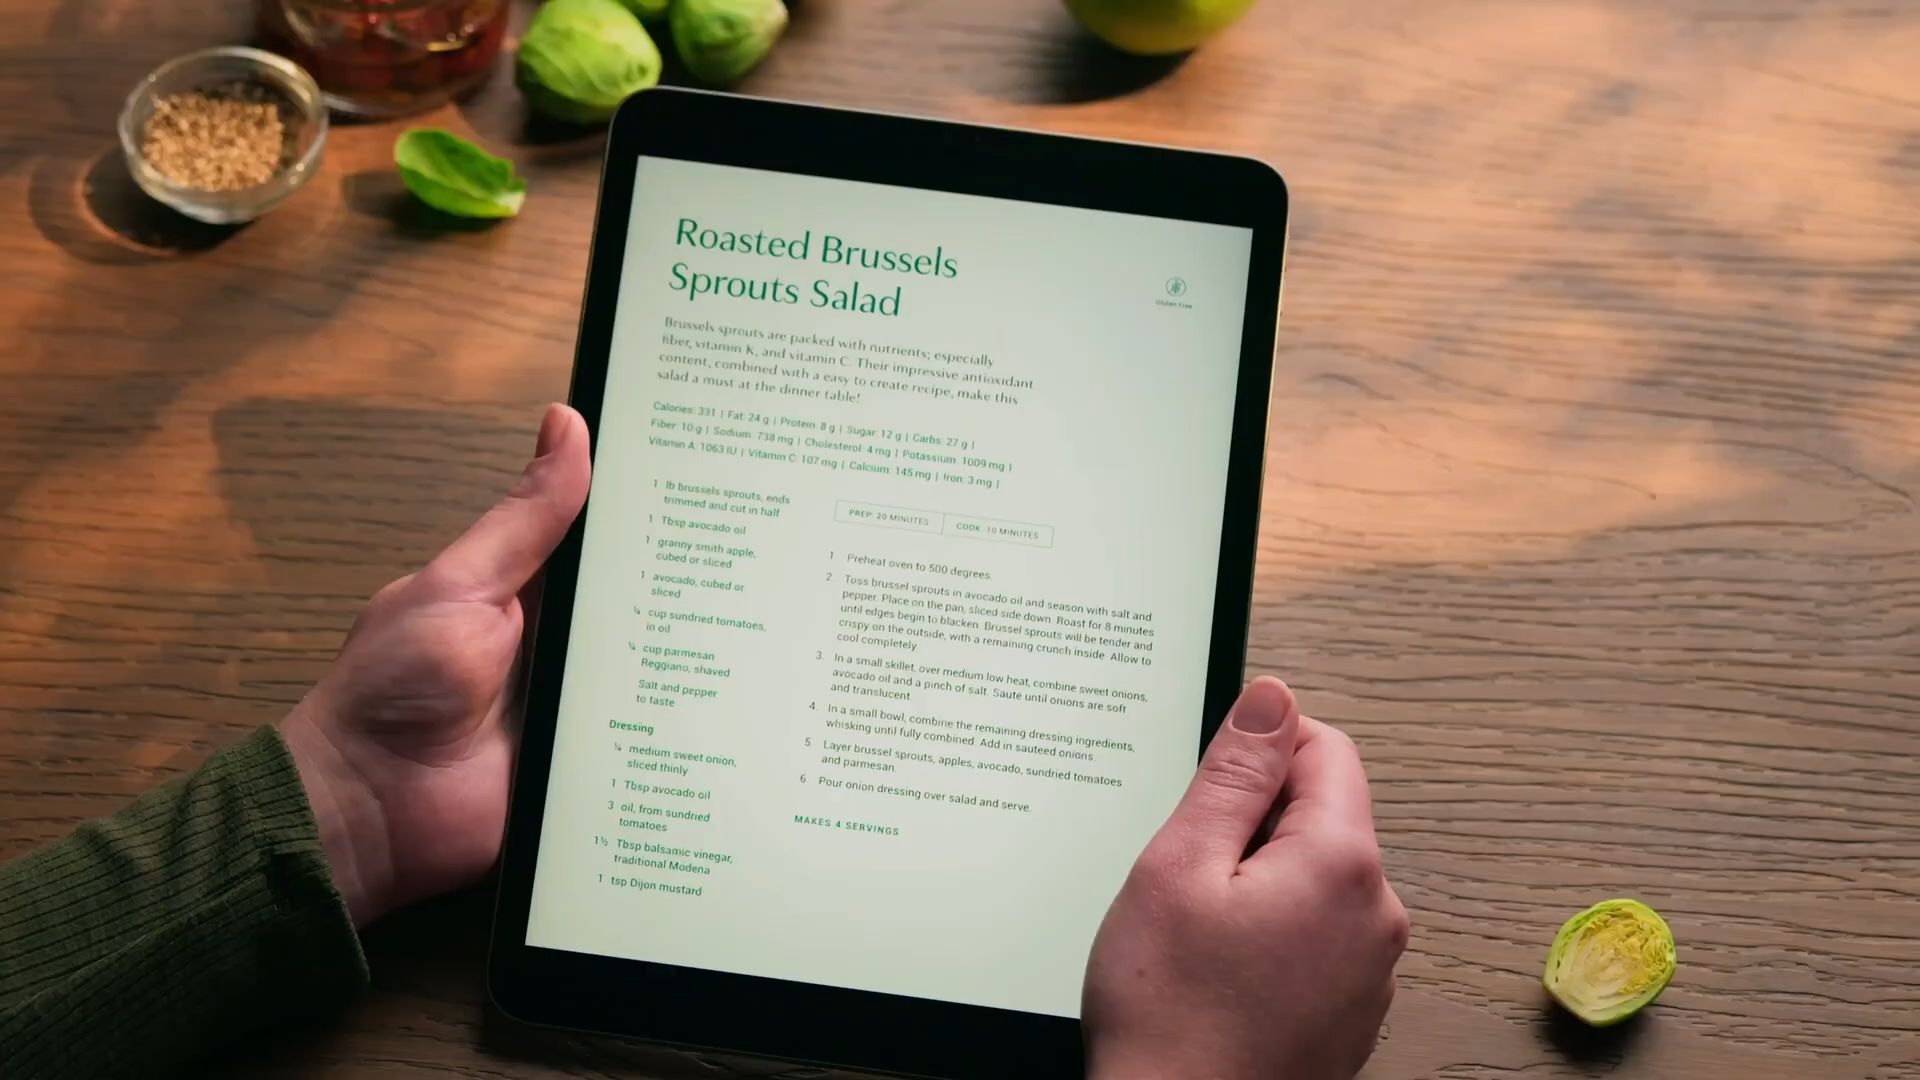 Roasted Brussels
Sprouts Salad
Gluten Free
Brussels sprouts are packed with nutrients; especially
fiber, vitamin K, and vitamin C. Their impressive antioxidant
content, combined with a easy to create recipe, make this
salad a must at the dinner table!
Calories: 331 | Fat: 24 g | Protein: 8 g | Sugar: 12 g | Carbs: 27 g |
Fiber: 10 g | Sodium: 738 mg | Cholesterol: 4 mg | Potassium: 1009 mg |
Vitamin A: 1063 IU | Vitamin C: 107 mg | Calcium: 145 mg | Iron: 3 mg |
1 lb brussels sprouts, ends
trimmed and cut in half
1 Tbsp avocado oil
1 granny smith apple,
cubed or sliced
1 avocado, cubed or
sliced
cup sundried tomatoes,
in oil
cup parmesan
Reggiano, shaved
Salt and pepper
to taste
Dressing
medium sweet onion,
sliced thinly
1 Tbsp avocado oil
3 oil, from sundried
tomatoes
1½ Tbsp balsamic vinegar,
traditional Modena
1 tsp Dijon mustard
PREP: 20 MINUTES
COOK: 10 MINUTES
1. Preheat oven to 500 degrees.
2. Toss brussel sprouts in avocado oil and season with salt and
pepper. Place on the pan, sliced side down. Roast for 8 minutes
until edges begin to blacken. Brussel sprouts will be tender and
crispy on the outside, with a remaining crunch inside. Allow to
cool completely.
3. In a small skillet, over medium low heat, combine sweet onions,
avocado oil and a pinch of salt. Saute until onions are soft
and translucent.
4. In a small bowl, combine the remaining dressing ingredients,
whisking until fully combined. Add in sauteed onions.
5. Layer brussel sprouts, apples, avocado, sundried tomatoes
and parmesan.
6. Pour onion dressing over salad and serve.
MAKES 4 SERVINGS